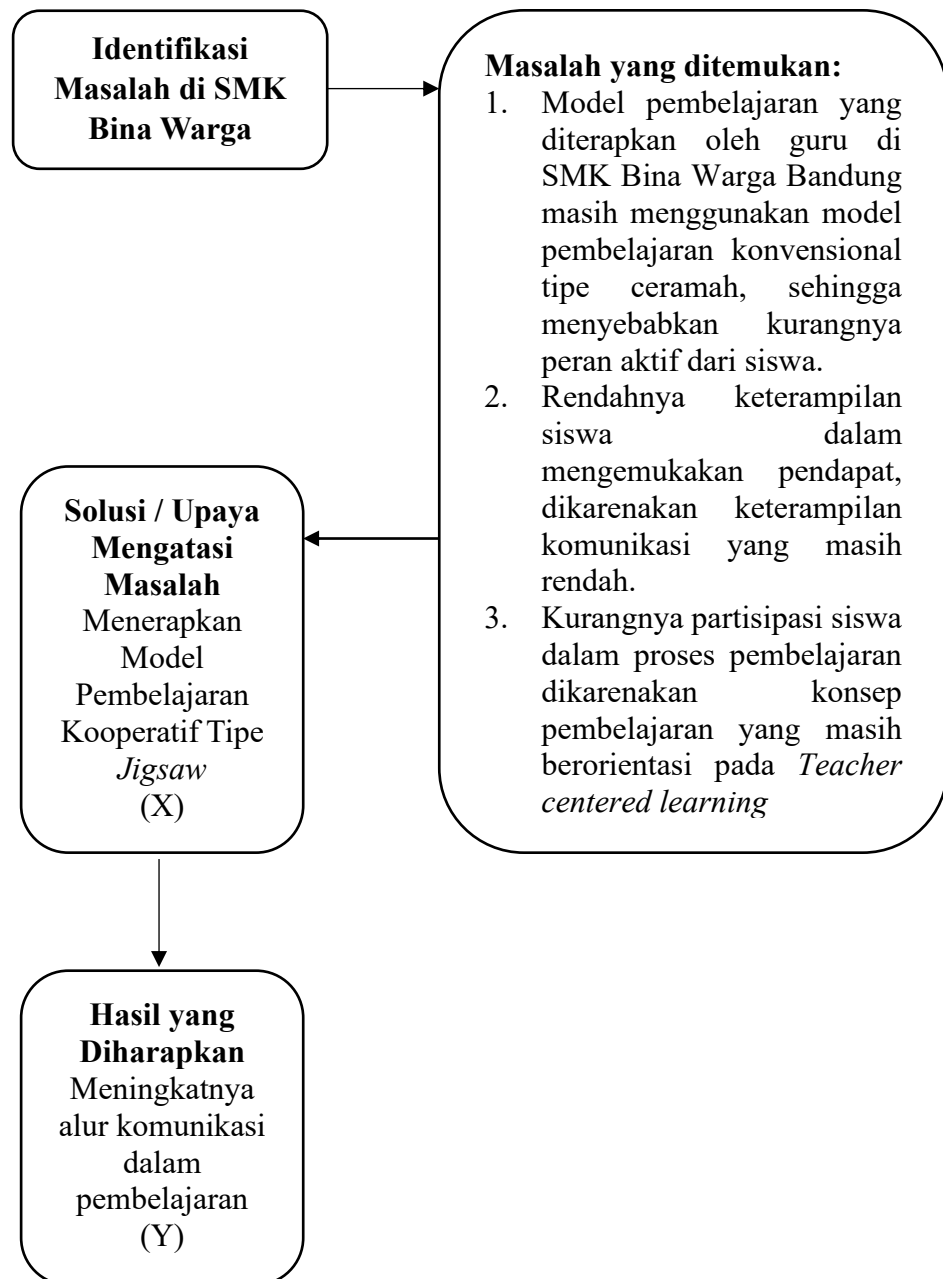 Identifikasi
Masalah di SMK
Bina Warga
Masalah yang ditemukan:
1. Model pembelajaran yang
diterapkan oleh guru di
SMK Bina Warga Bandung
masih menggunakan model
pembelajaran konvensional
tipe ceramah, sehingga
menyebabkan kurangnya
peran aktif dari siswa.
2. Rendahnya keterampilan
siswa dalam
mengemukakan pendapat,
dikarenakan keterampilan
komunikasi yang masih
rendah.
3. Kurangnya partisipasi siswa
dalam proses pembelajaran
dikarenakan konsep
pembelajaran yang masih
berorientasi pada Teacher
centered learning
Solusi / Upaya
Mengatasi
Masalah
Menerapkan
Model
Pembelajaran
Kooperatif Tipe
Jigsaw
(X)
Hasil yang
Diharapkan
Meningkatnya
alur komunikasi
dalam
pembelajaran
(Y)